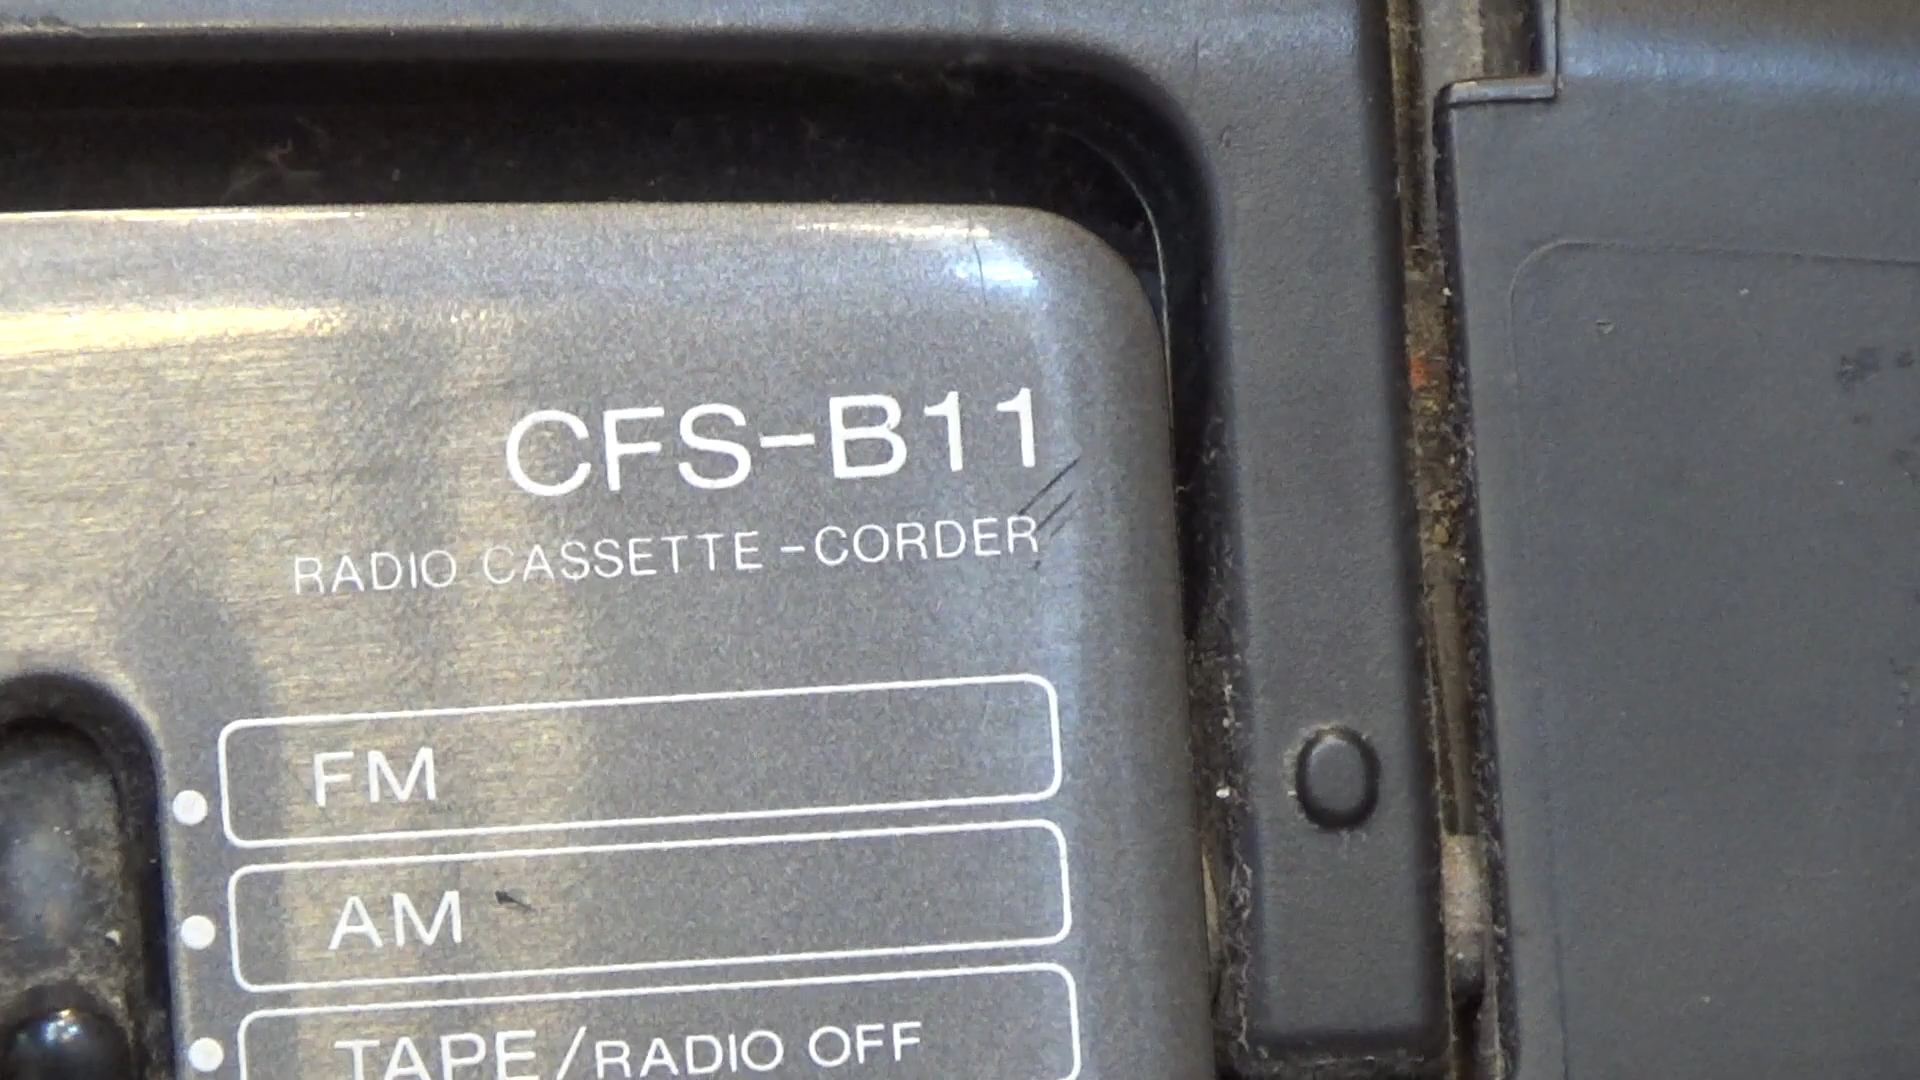 CFS-B11
RADIO CASSETTE -CORDER
FM
AM
TAPE/RADIO OFF